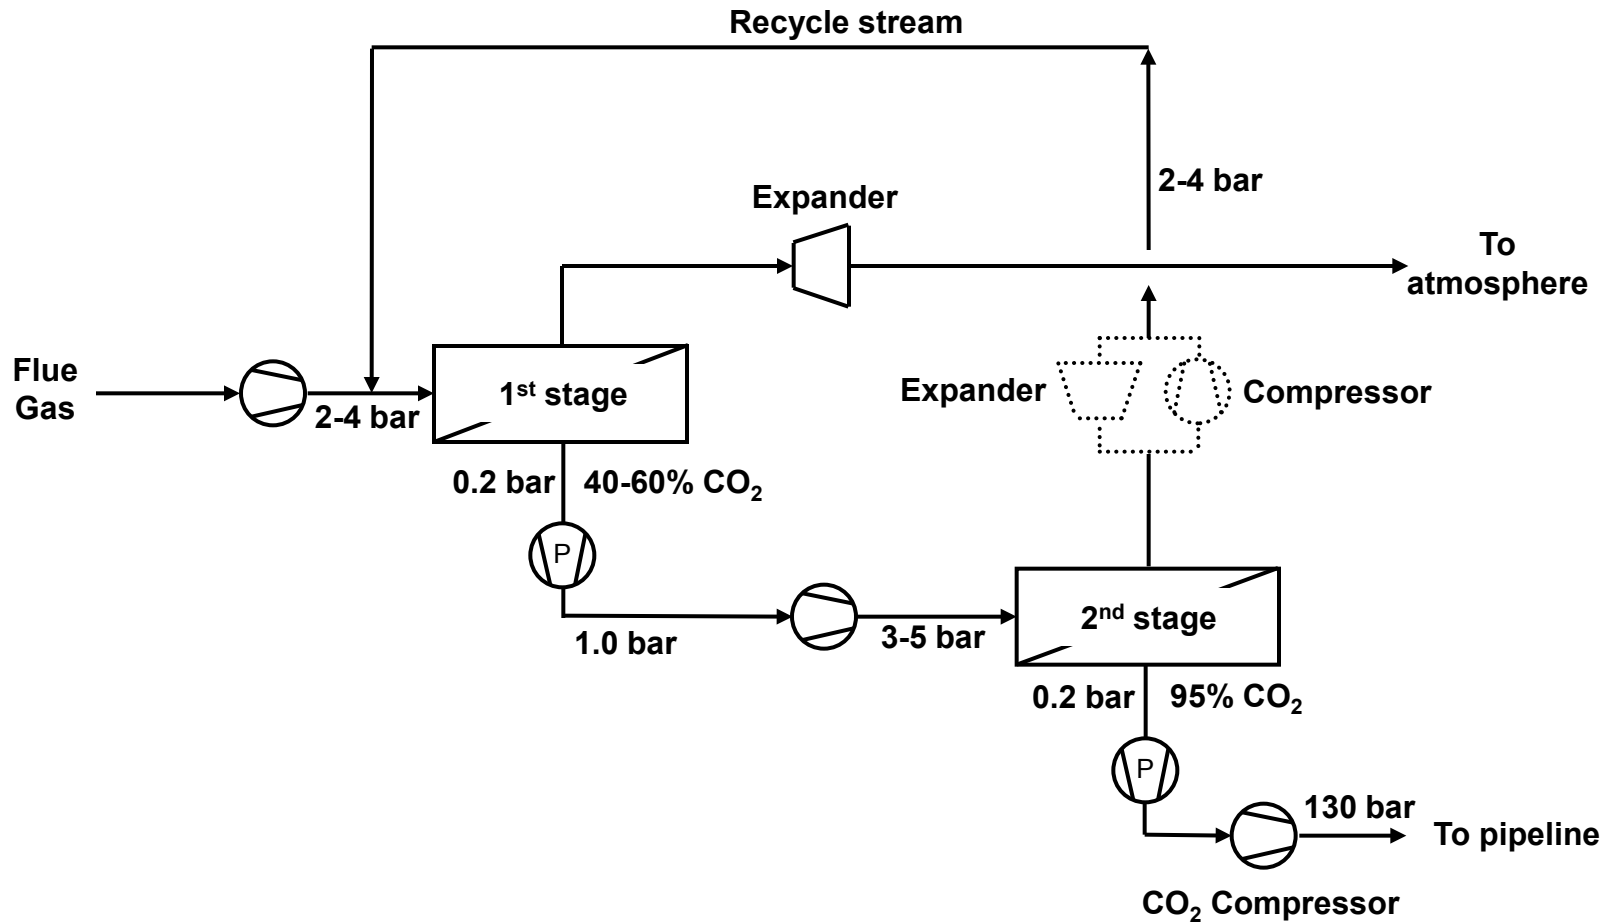 Recycle stream
2-4 bar
Expander
To
atmosphere
Flue
Gas
2-4 bar
1st stage
Expander
Compressor
0.2 bar
40-60% CO2
P
1.0 bar
3-5 bar
2nd stage
0.2 bar
95% CO2
P
130 bar
To pipeline
CO2 Compressor